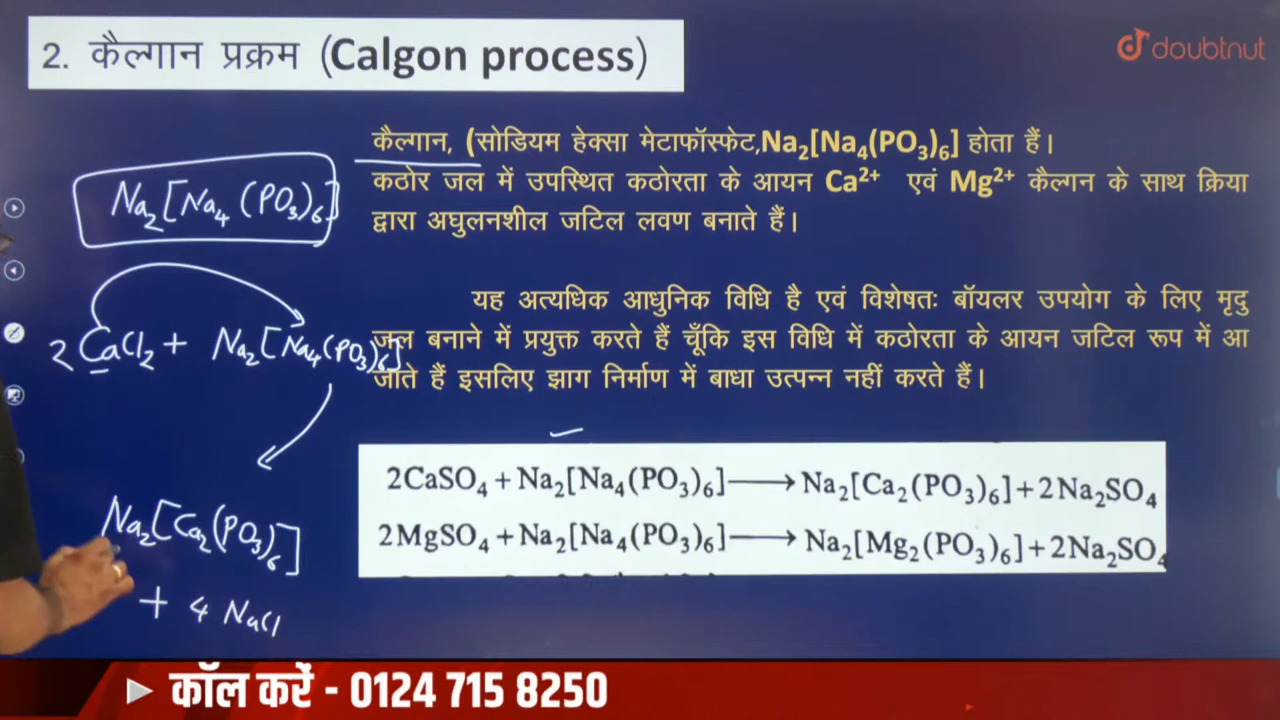 2. कैल्गान प्रक्रम (Calgon process)
doubtnut
कैल्गान, (सोडियम हेक्सा मेटाफॉस्फेट,Na₂[Na₄(PO₃)₆] होता हैं।
कठोर जल में उपस्थित कठोरता के आयन Ca²⁺ एवं Mg²⁺ कैल्गन के साथ क्रिया
द्वारा अघुलनशील जटिल लवण बनाते हैं।
Na₂[Na₄(PO₃)₆]
यह अत्यधिक आधुनिक विधि है एवं विशेषतः बॉयलर उपयोग के लिए मृदु
जल बनाने में प्रयुक्त करते हैं चूँकि इस विधि में कठोरता के आयन जटिल रूप में आ
जाते हैं इसलिए झाग निर्माण में बाधा उत्पन्न नहीं करते हैं।
2CaCl₂ + Na₂[Na₄(PO₃)₆]
Na₂[Ca₂(PO₃)₆]
+ 4 NaCl
2CaSO₄+Na₂[Na₄(PO₃)₆]⟶Na₂[Ca₂(PO₃)₆]+2Na₂SO₄
2MgSO₄+Na₂[Na₄(PO₃)₆]⟶Na₂[Mg₂(PO₃)₆]+2Na₂SO₄
कॉल करें - 0124 715 8250